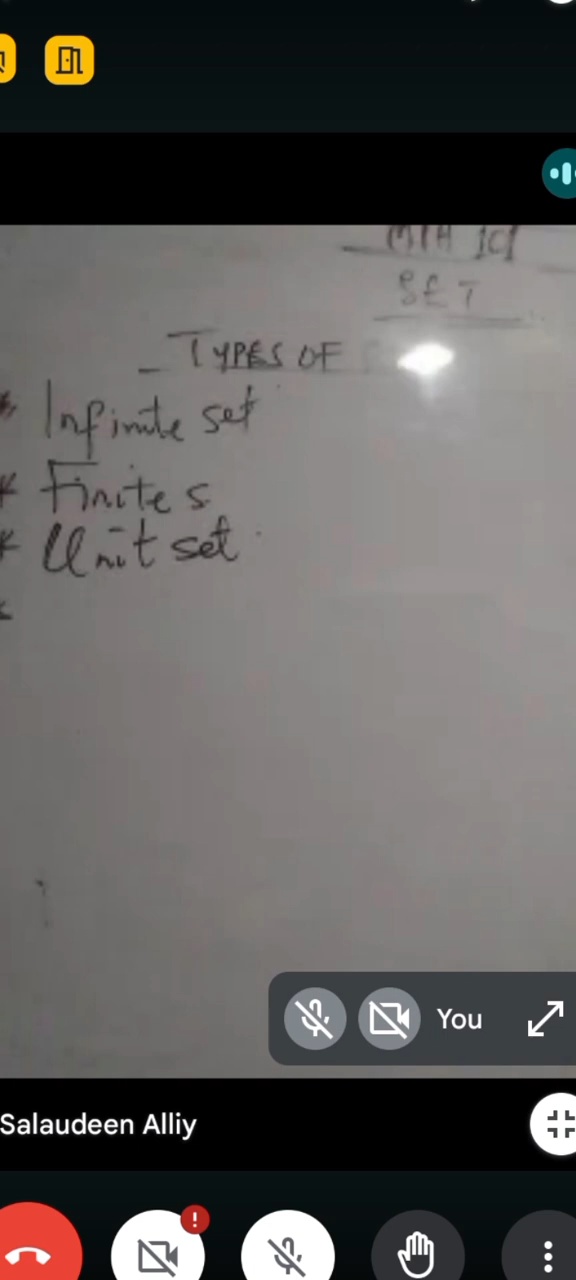 MTH 101
SET
- TYPES OF
* Infinite set
* Finite s
* Unit set
You
Salaudeen Alliy
!